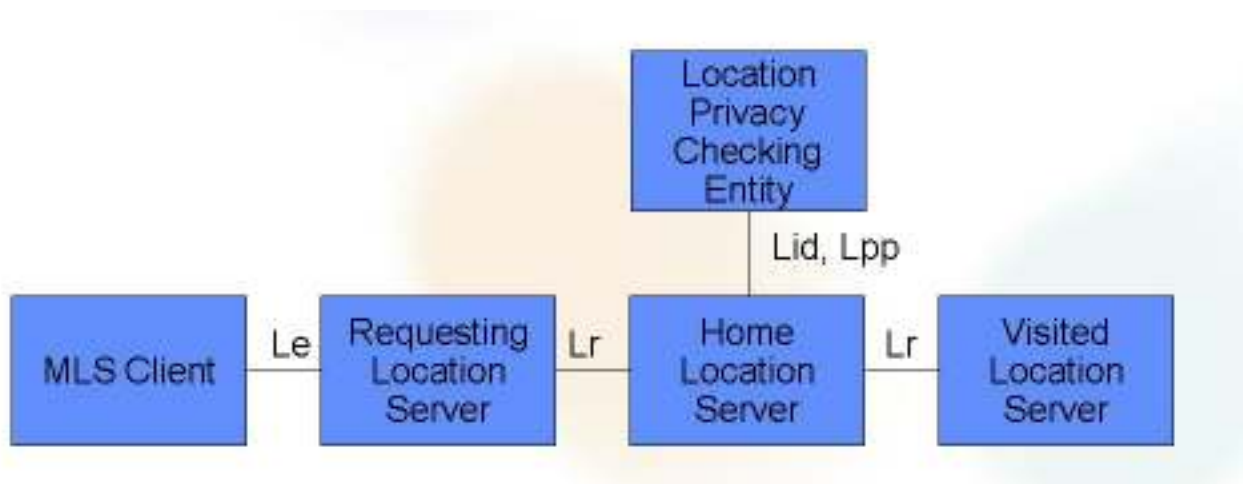 Location
Privacy
Checking
Entity
Lid, Lpp
MLS Client
Le
Requesting
Location
Server
Lr
Home
Location
Server
Lr
Visited
Location
Server